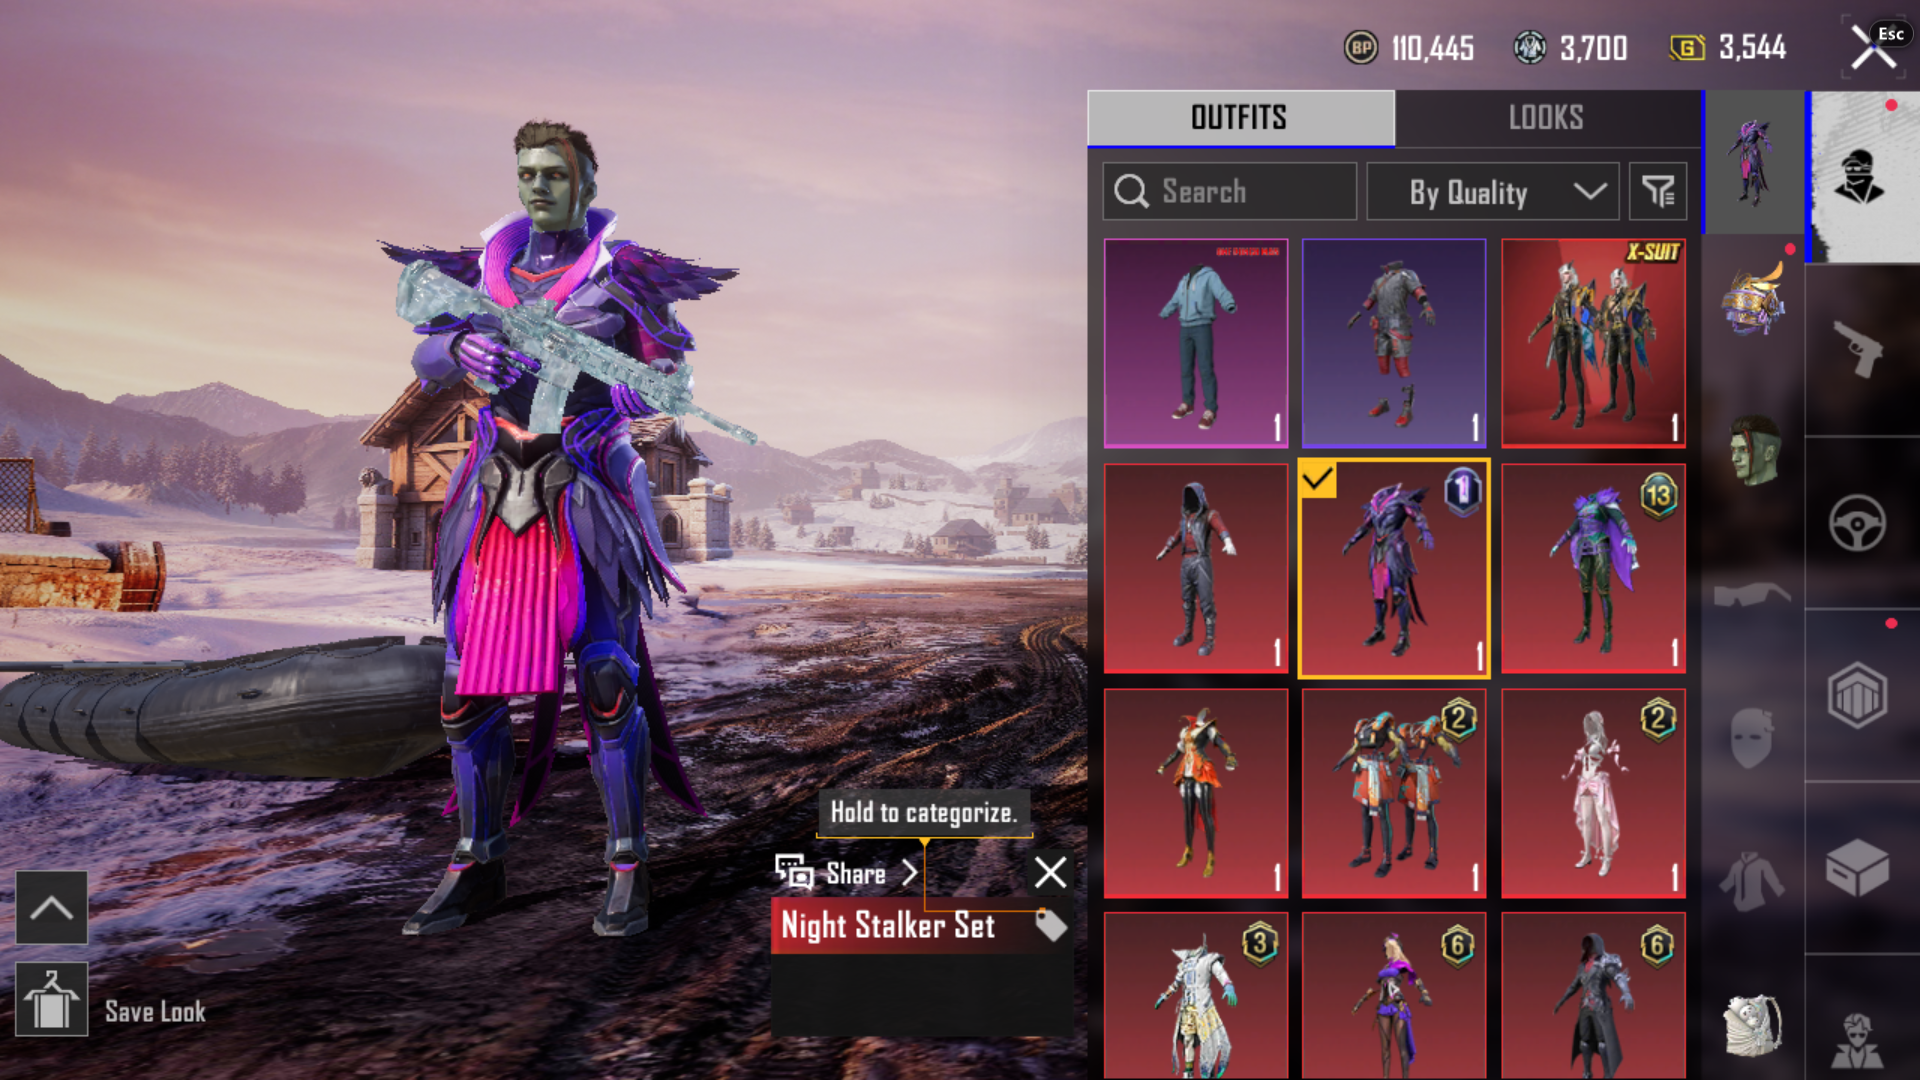 BP 110,445
3,700
G 3,544
Esc
OUTFITS
LOOKS
Search
By Quality
1
1
X-SUIT
1
1
1
1
13
1
1
2
1
2
1
3
6
6
Hold to categorize.
Share
Night Stalker Set
Save Look